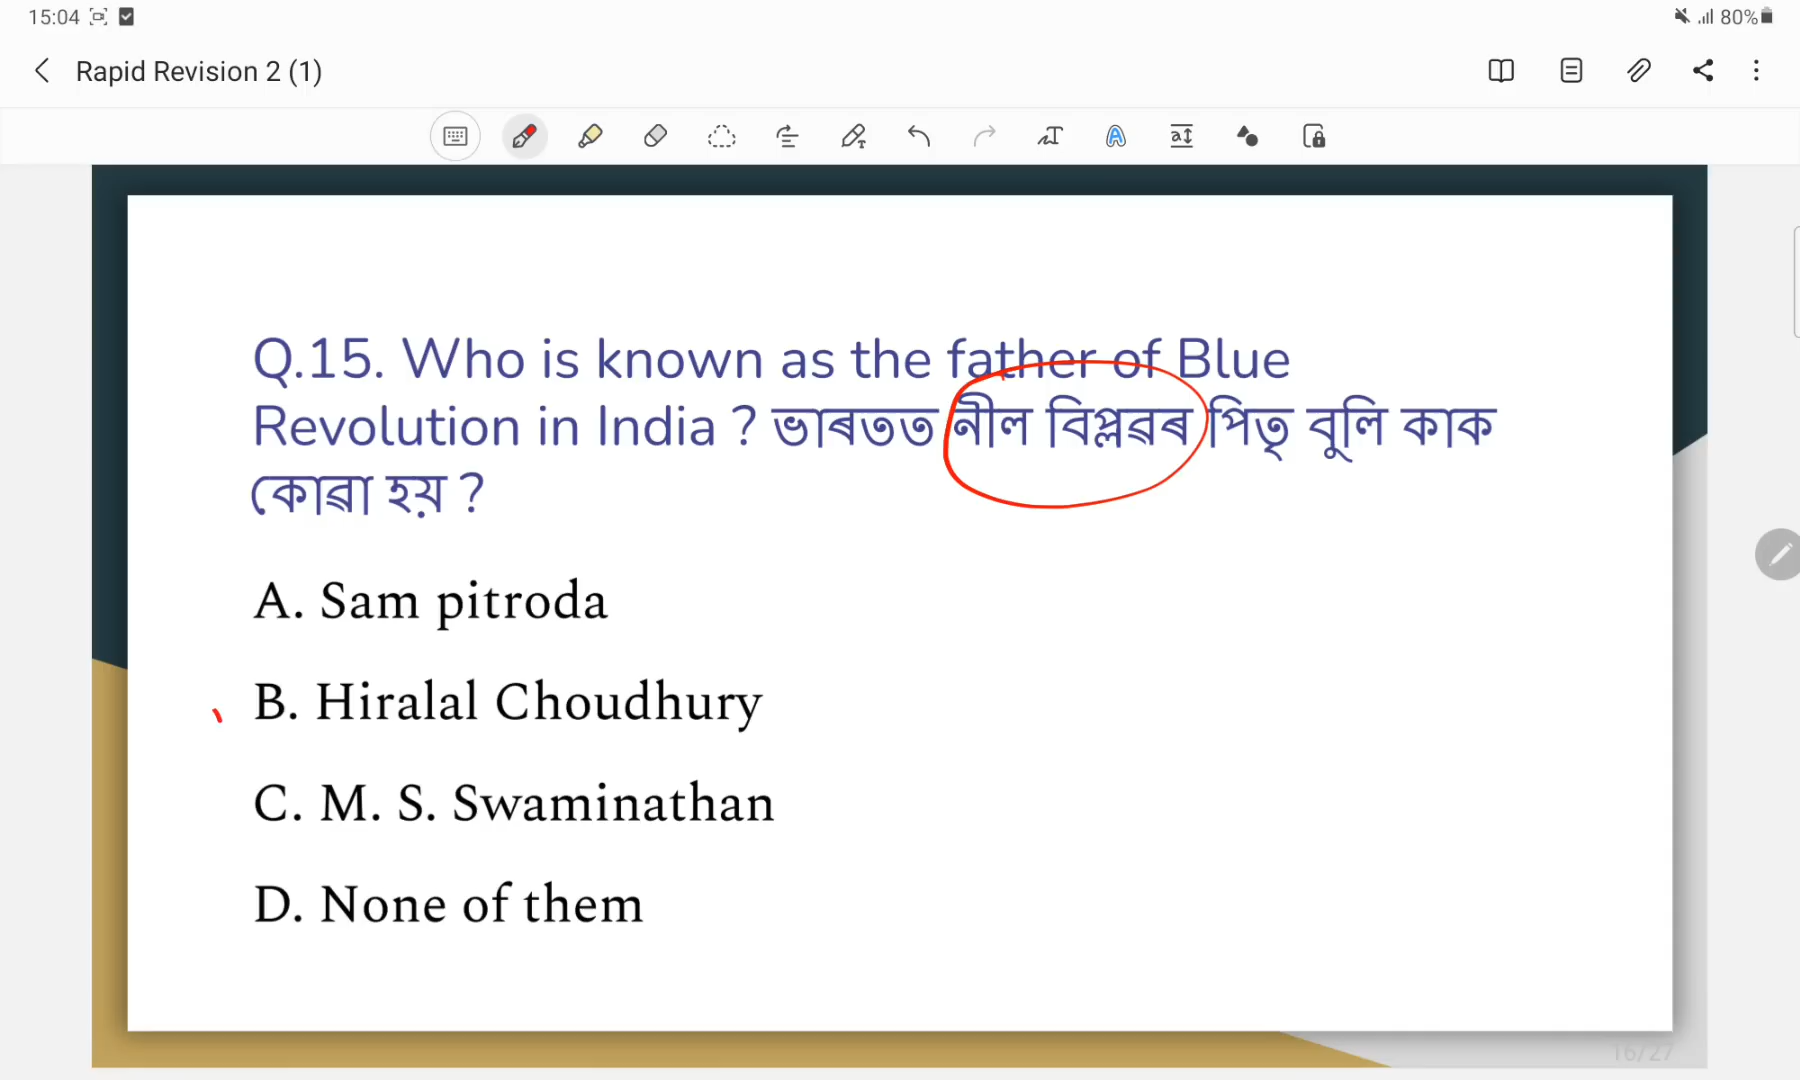 15:04
80%
Rapid Revision 2 (1)
Q.15. Who is known as the father of Blue
Revolution in India ? ভাৰতত নীল বিপ্লৱৰ পিতৃ বুলি কাক
কোৱা হয় ?
A. Sam pitroda
B. Hiralal Choudhury
C. M. S. Swaminathan
D. None of them
16/27